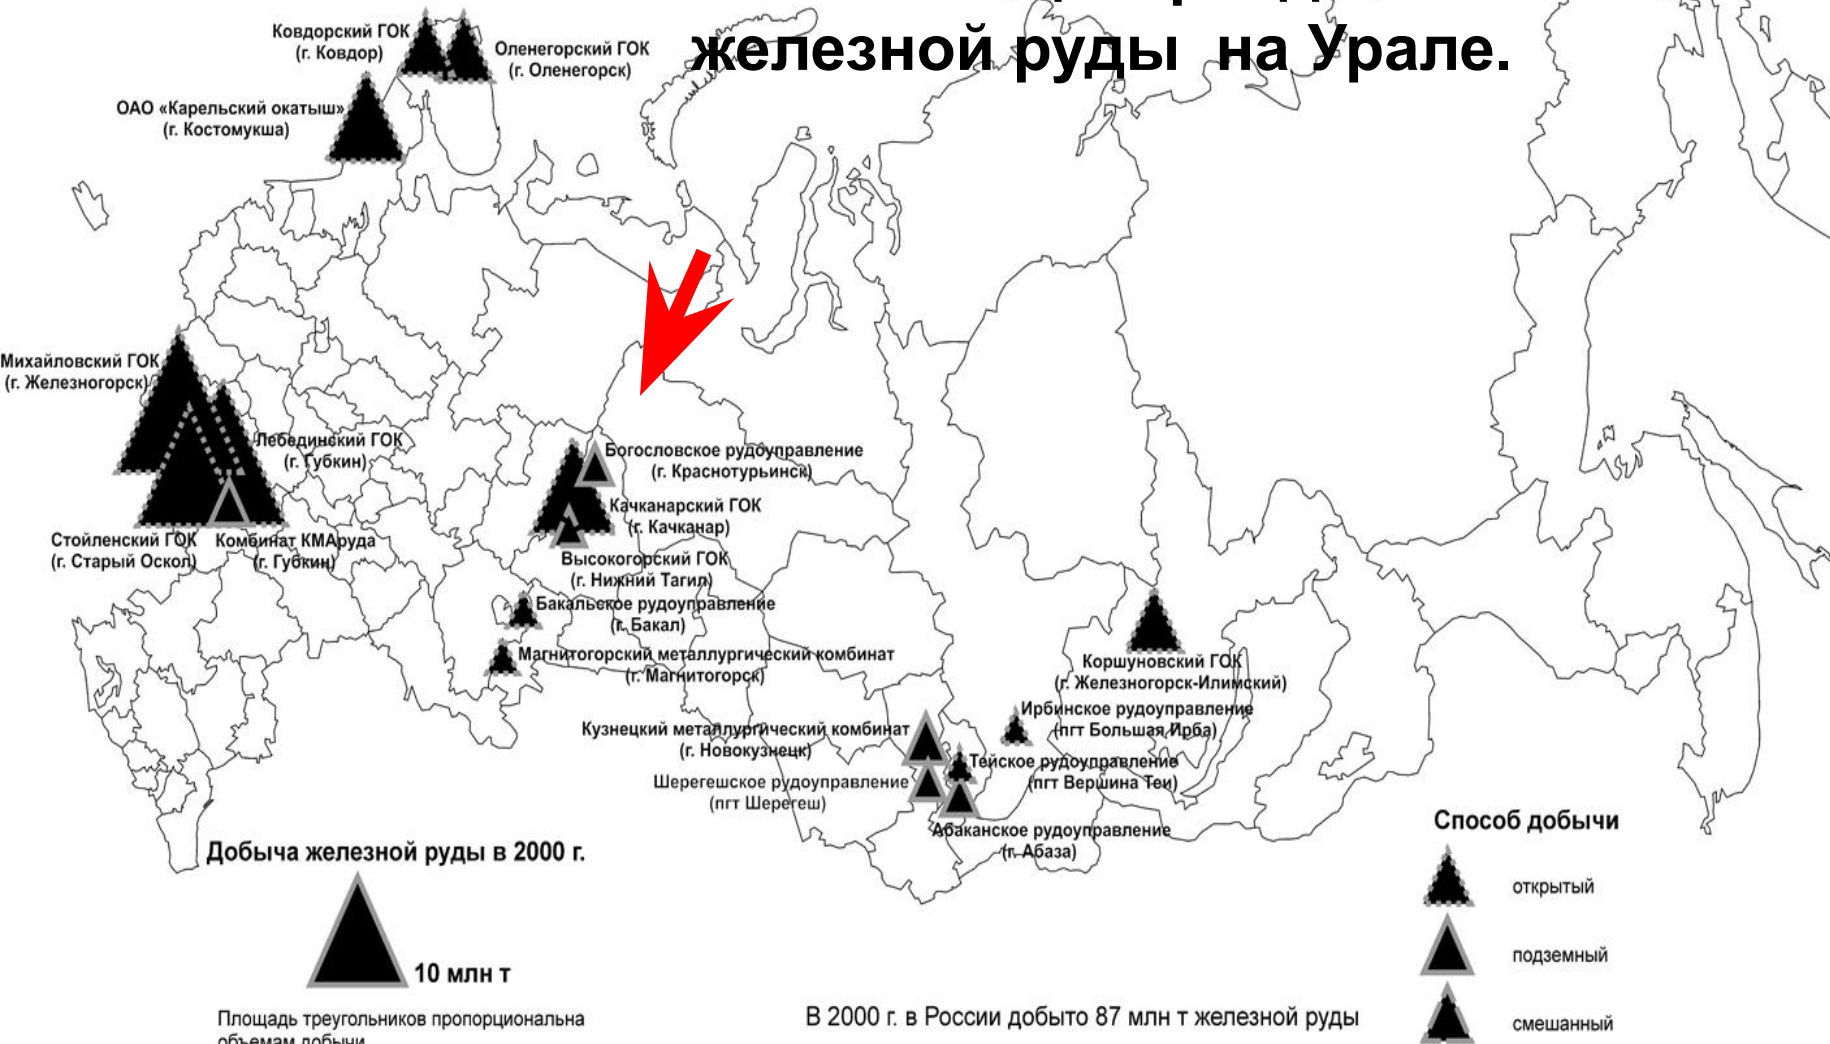 железной руды на Урале.
Ковдорский ГОК
(г. Ковдор)
Оленегорский ГОК
(г. Оленегорск)
ОАО «Карельский окатыш»
(г. Костомукша)
Михайловский ГОК
(г. Железногорск)
Лебединский ГОК
(г. Губкин)
Стойленский ГОК
(г. Старый Оскол)
Комбинат КМАруда
(г. Губкин)
Богословское рудоуправление
(г. Краснотурьинск)
Качканарский ГОК
(г. Качканар)
Высокогорский ГОК
(г. Нижний Тагил)
Бакальское рудоуправление
(г. Бакал)
Магнитогорский металлургический комбинат
(г. Магнитогорск)
Коршуновский ГОК
(г. Железногорск-Илимский)
Ирбинское рудоуправление
(пгт Большая Ирба)
Кузнецкий металлургический комбинат
(г. Новокузнецк)
Тейское рудоуправление
(пгт Вершина Теи)
Шерегешское рудоуправление
(пгт Шерегеш)
Абаканское рудоуправление
(г. Абаза)
Добыча железной руды в 2000 г.
10 млн т
Площадь треугольников пропорциональна
объемам добычи
В 2000 г. в России добыто 87 млн т железной руды
Способ добычи
открытый
подземный
смешанный